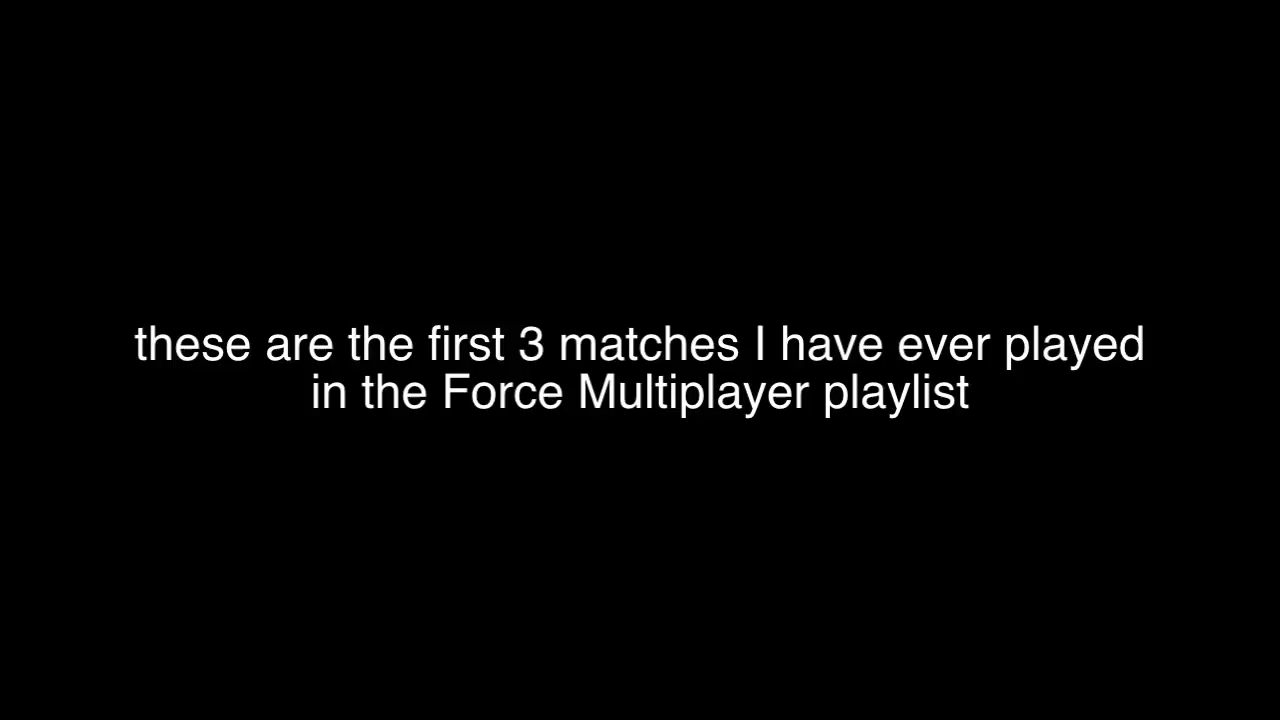 these are the first 3 matches I have ever played
in the Force Multiplayer playlist